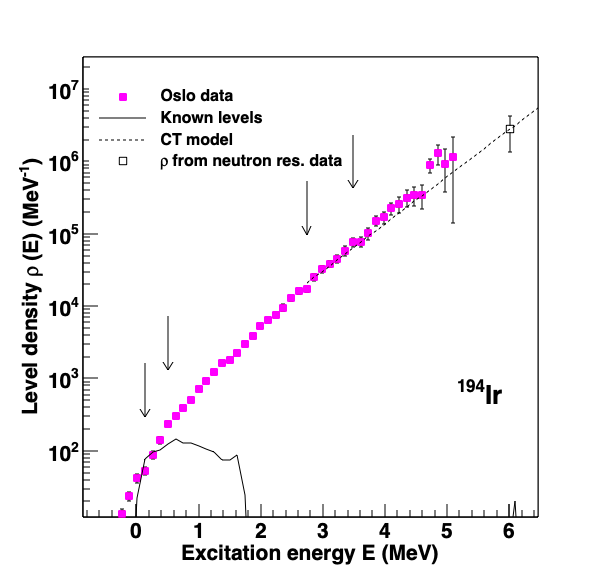 10⁷
10⁶
10⁵
10⁴
10³
10²
Level density ρ (E) (MeV⁻¹)
Oslo data
Known levels
CT model
ρ from neutron res. data
¹⁹⁴Ir
0 1 2 3 4 5 6
Excitation energy E (MeV)